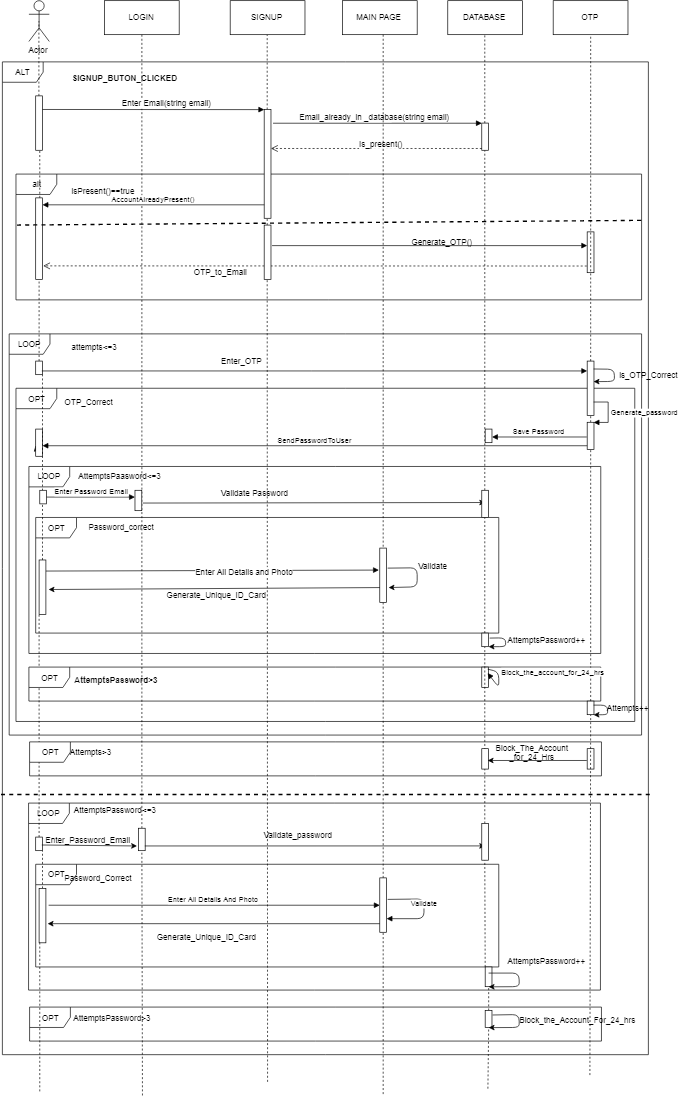 LOGIN
SIGNUP
MAIN PAGE
DATABASE
OTP
Actor
ALT
SIGNUP_BUTON_CLICKED
Enter Email(string email)
Email_already_in _database(string email)
Is_present()
alt
IsPresent()==true
AccountAlreadyPresent()
Generate_OTP()
OTP_to_Email
LOOP
attempts<=3
Enter_OTP
Is_OTP_Correct
OPT
OTP_Correct
Generate_password
Save Password
SendPasswordToUser
LOOP
AttemptsPaasword<=3
Enter Password Email
Validate Password
OPT
Password_correct
Validate
Enter All Details and Photo
Generate_Unique_ID_Card
AttemptsPassword++
OPT
AttemptsPassword>3
Block_the_account_for_24_hrs
Attempts++
OPT
Attempts>3
Block_The_Account
_for_24_Hrs
LOOP
AttemptsPassword<=3
Enter_Password_Email
Validate_password
OPT
Password_Correct
Enter All Details And Photo
Validate
Generate_Unique_ID_Card
AttemptsPassword++
OPT
AttemptsPassword>3
Block_the_Account_For_24_hrs